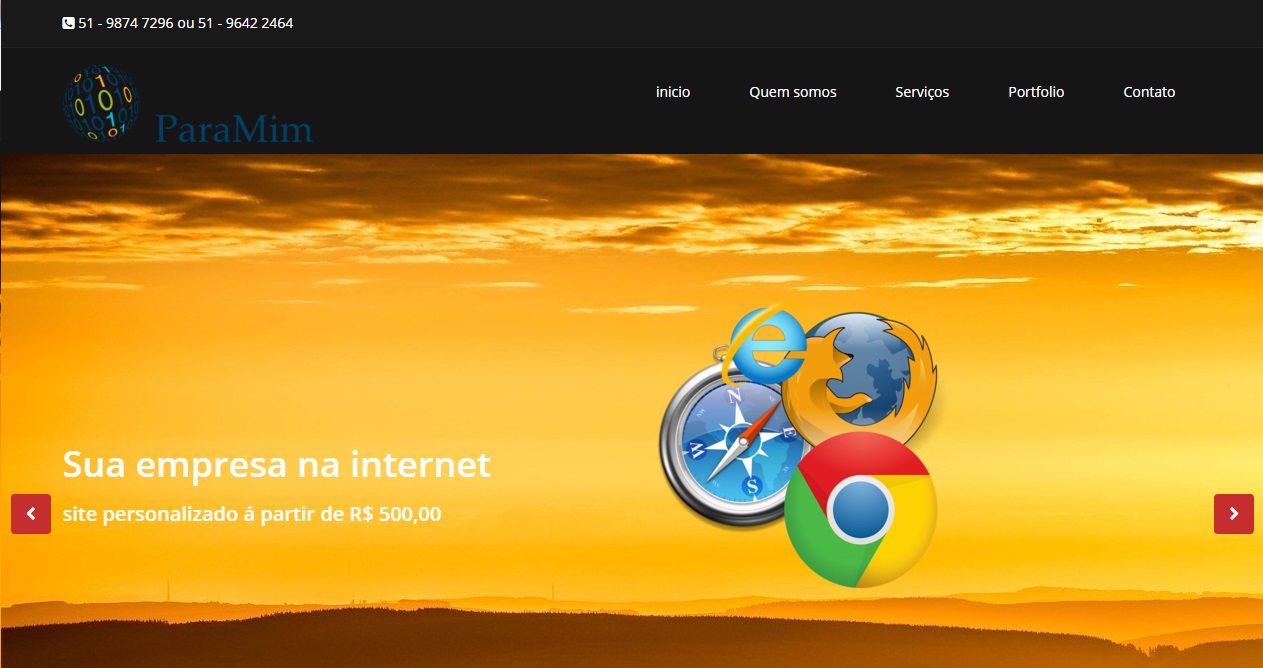 51 - 9874 7296 ou 51 - 9642 2464
inicio Quem somos Serviços Portfolio Contato
ParaMim
Sua empresa na internet
site personalizado á partir de R$ 500,00
N
W
E
S